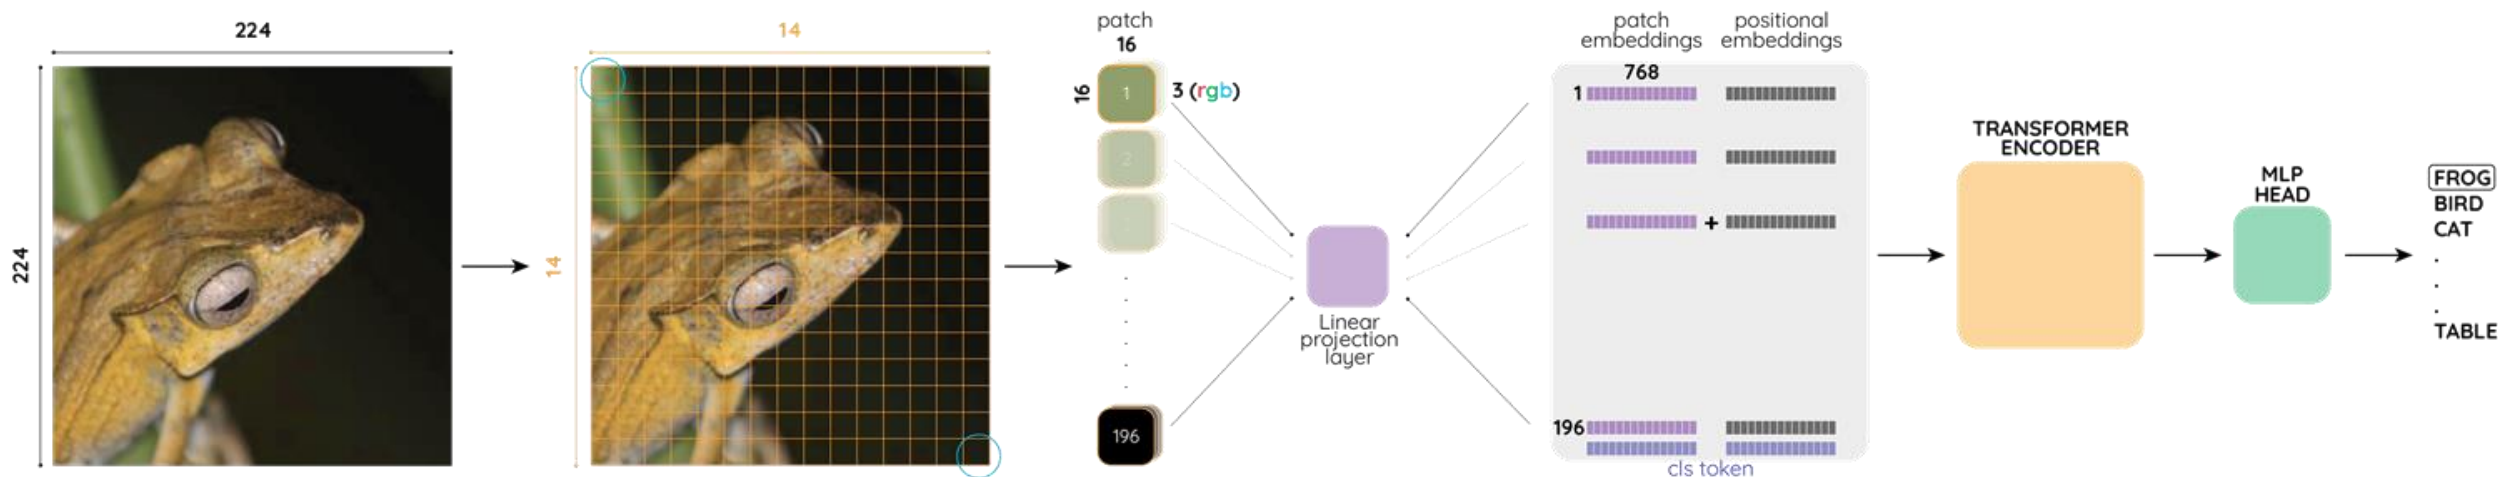 224
224
14
14
patch
16
16
1
3 (rgb)
2
196
Linear
projection
layer
patch
embeddings
positional
embeddings
768
1
+
196
cls token
TRANSFORMER
ENCODER
MLP
HEAD
FROG
BIRD
CAT
.
.
.
TABLE